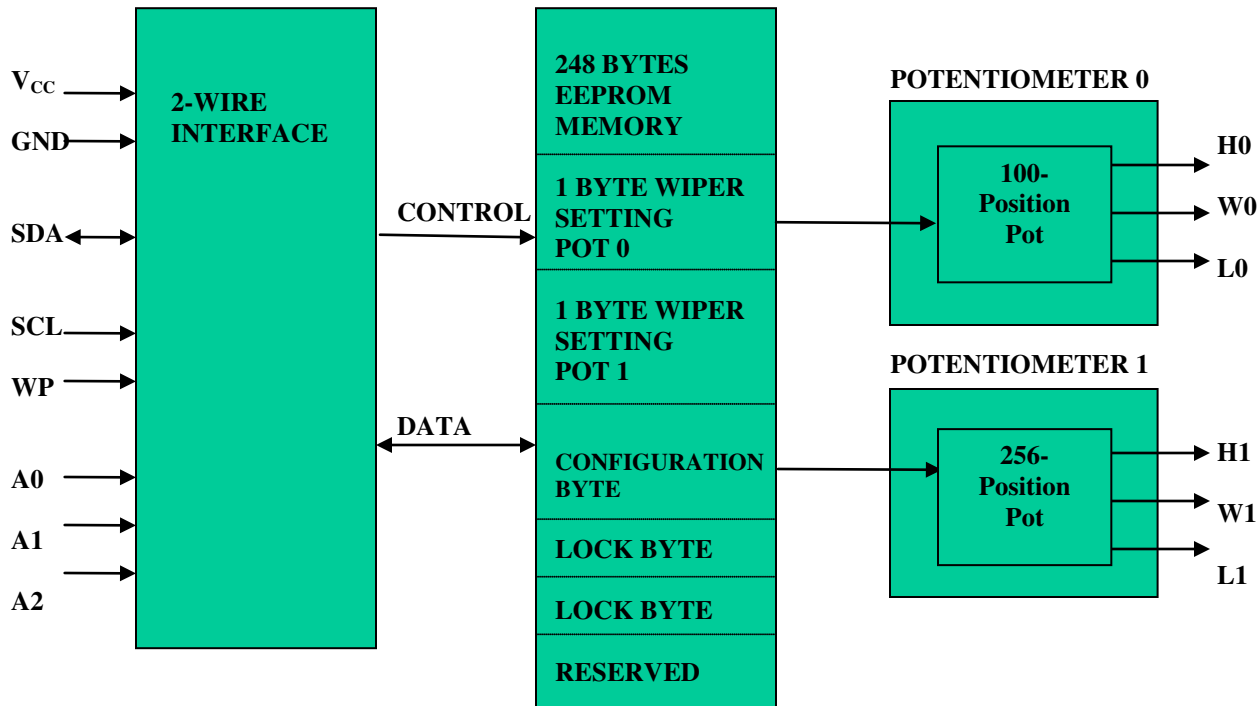 V_CC
GND
SDA
SCL
WP
A0
A1
A2
2-WIRE
INTERFACE
CONTROL
DATA
248 BYTES
EEPROM
MEMORY
1 BYTE WIPER
SETTING
POT 0
1 BYTE WIPER
SETTING
POT 1
CONFIGURATION
BYTE
LOCK BYTE
LOCK BYTE
RESERVED
POTENTIOMETER 0
100-
Position
Pot
H0
W0
L0
POTENTIOMETER 1
256-
Position
Pot
H1
W1
L1